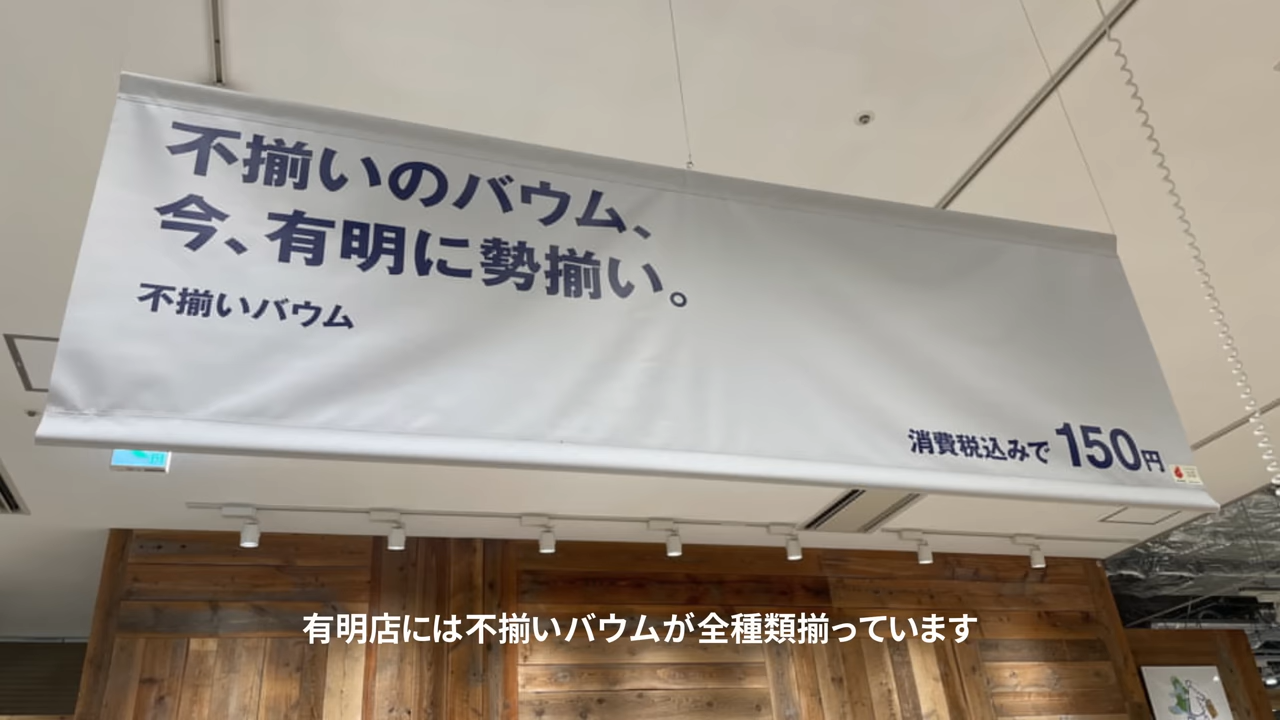 不揃いのバウム、
今、有明に勢揃い。
不揃いバウム
消費税込みで 150円
有明店には不揃いバウムが全種類揃っています